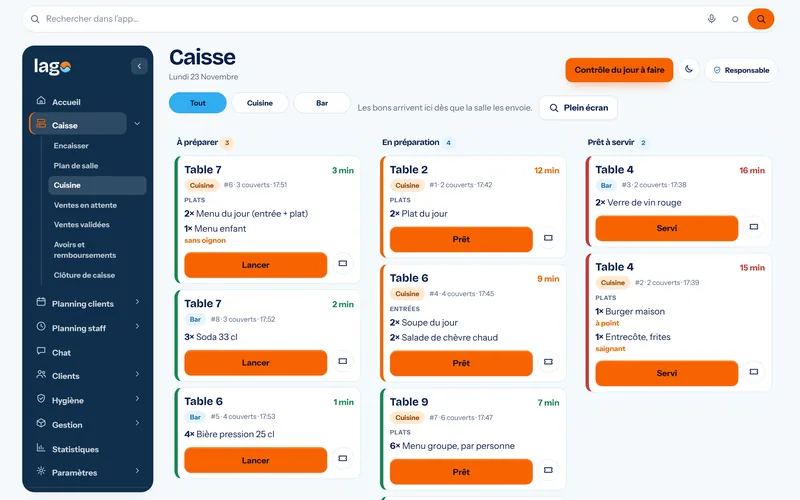 Rechercher dans l'app...
lago
Accueil
Caisse
Encaisser
Plan de salle
Cuisine
Ventes en attente
Ventes validées
Avoirs et
remboursements
Clôture de caisse
Planning clients
Planning staff
Chat
Clients
Hygiène
Gestion
Statistiques
Paramètres
Caisse
Lundi 23 Novembre
Contrôle du jour à faire
Responsable
Tout
Cuisine
Bar
Les bons arrivent ici dès que la salle les envoie.
Plein écran
À préparer 3
Table 7 3 min
Cuisine #6 · 3 couverts · 17:51
PLATS
2× Menu du jour (entrée + plat)
1× Menu enfant
sans oignon
Lancer
Table 7 2 min
Bar #8 · 3 couverts · 17:52
3× Soda 33 cl
Lancer
Table 6 1 min
Bar #5 · 4 couverts · 17:53
4× Bière pression 25 cl
Lancer
En préparation 4
Table 2 12 min
Cuisine #1 · 2 couverts · 17:42
PLATS
2× Plat du jour
Prêt
Table 6 9 min
Cuisine #4 · 4 couverts · 17:45
ENTRÉES
2× Soupe du jour
2× Salade de chèvre chaud
Prêt
Table 9 7 min
Cuisine #7 · 6 couverts · 17:47
PLATS
6× Menu groupe, par personne
Prêt
Prêt à servir 2
Table 4 16 min
Bar #3 · 2 couverts · 17:38
2× Verre de vin rouge
Servi
Table 4 15 min
Cuisine #2 · 2 couverts · 17:39
PLATS
1× Burger maison
à point
1× Entrecôte, frites
saignant
Servi